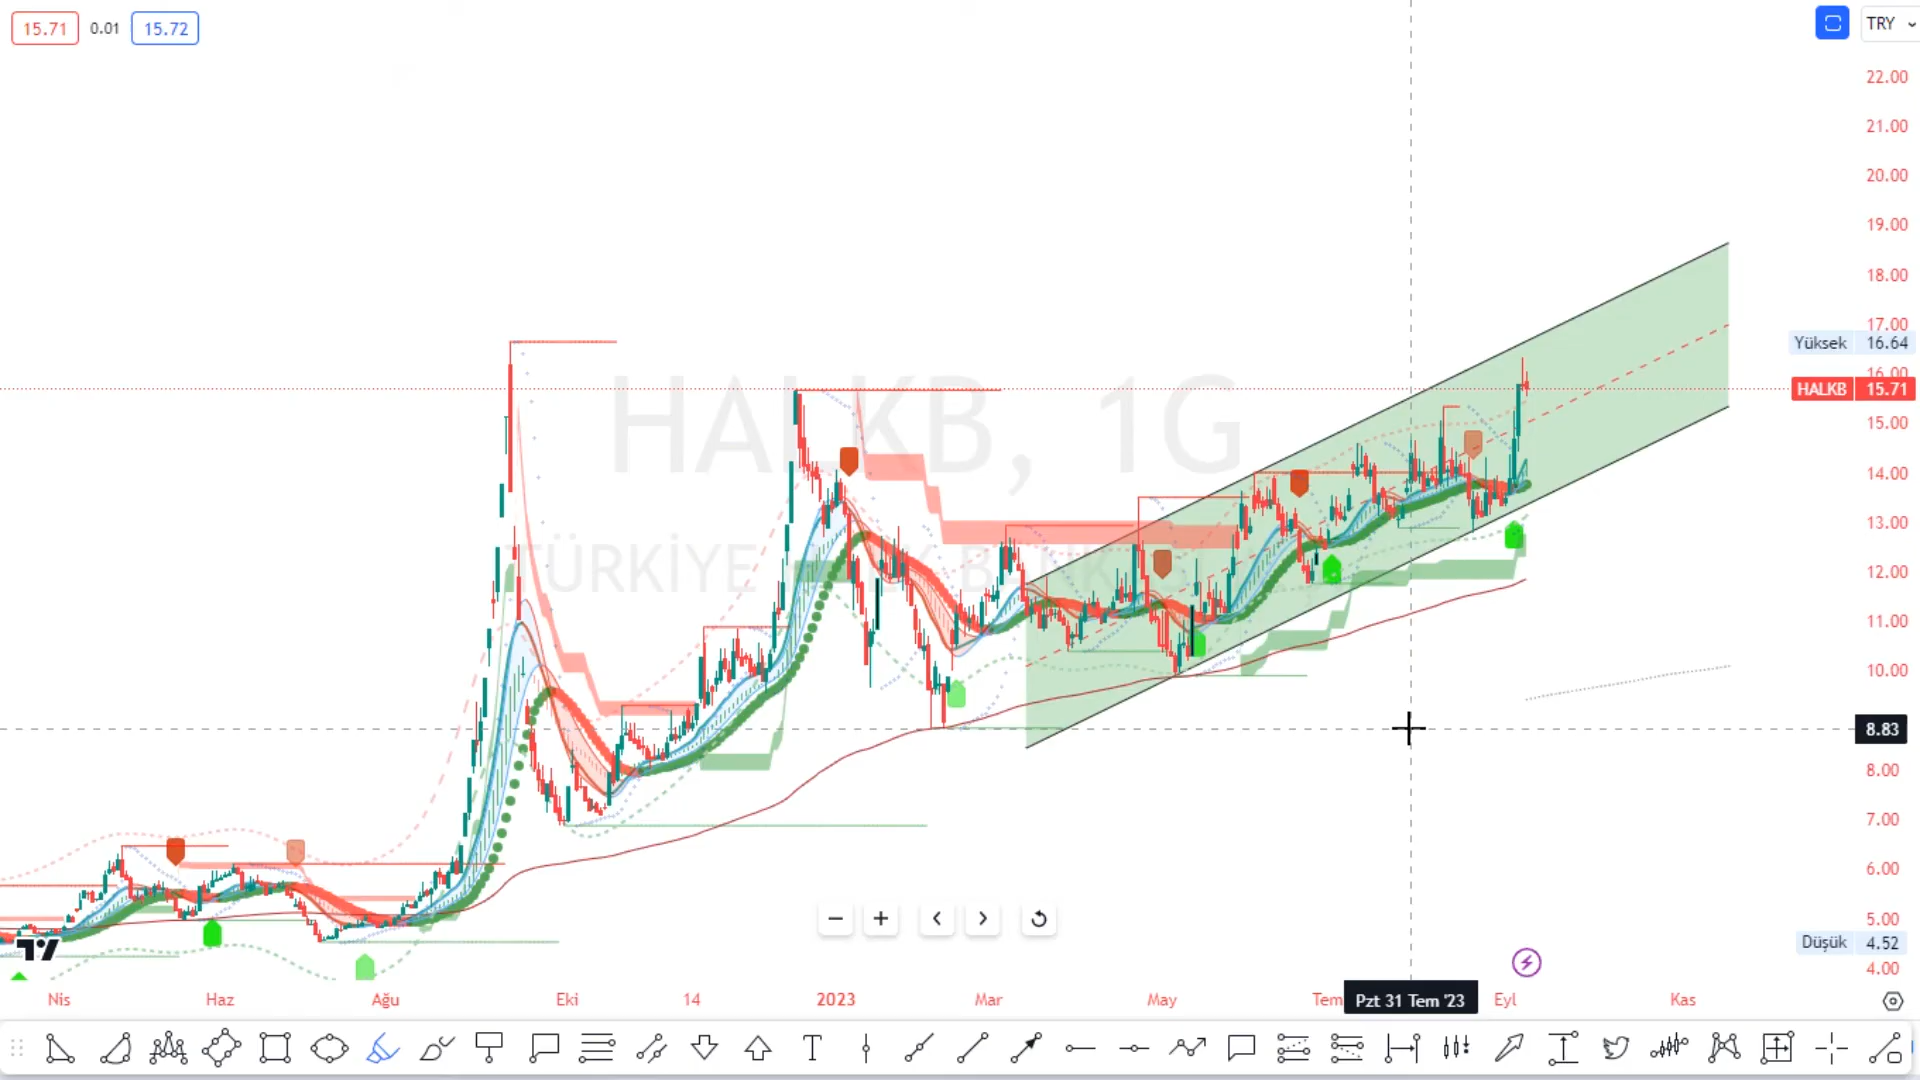 15.71 0.01 15.72
TRY
22.00
21.00
20.00
19.00
18.00
17.00
Yüksek 16.64
16.00
HALKB 15.71
15.00
14.00
13.00
12.00
11.00
10.00
8.83
8.00
7.00
6.00
5.00
Düşük 4.52
4.00
HALKB, 1G
TÜRKİYE
Nis Haz Ağu Eki 14 2023 Mar May Tem Pzt 31 Tem '23 Eyl Kas